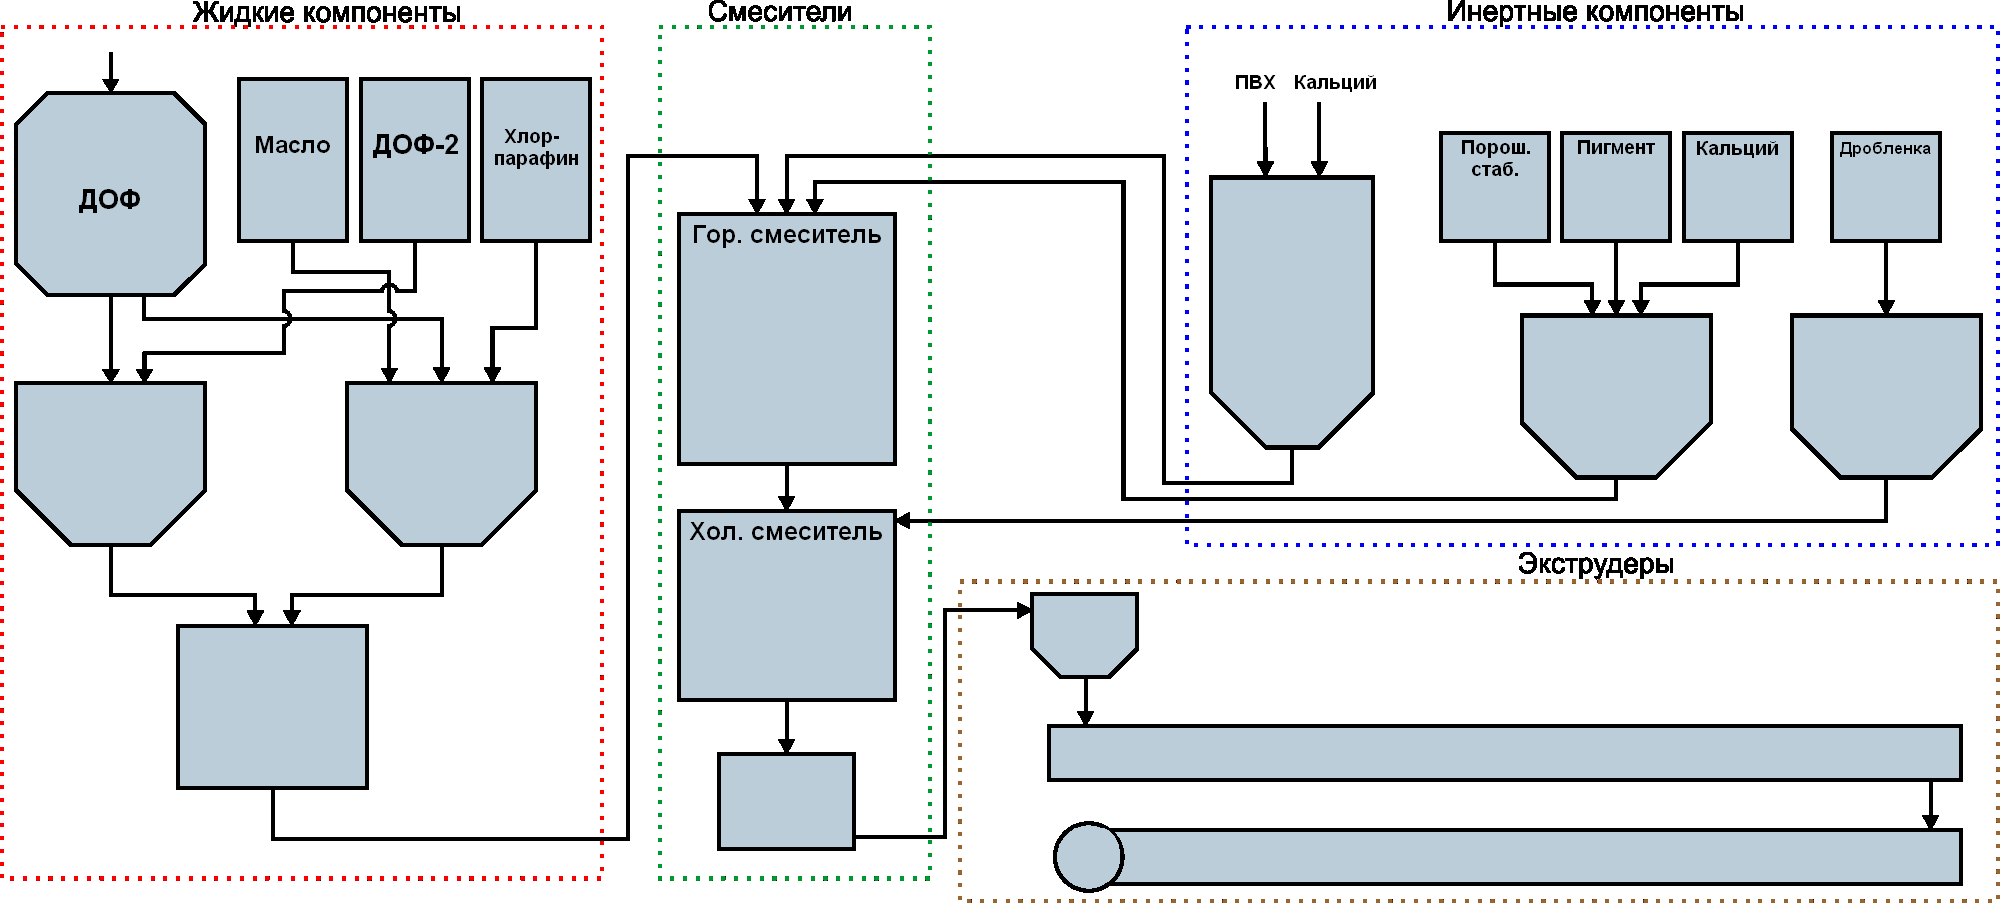 Жидкие компоненты
Смесители
Инертные компоненты
ПВХ
Кальций
ДОФ
Масло
ДОФ-2
Хлор-
парафин
Порош.
стаб.
Пигмент
Кальций
Дробленка
Гор. смеситель
Хол. смеситель
Экструдеры